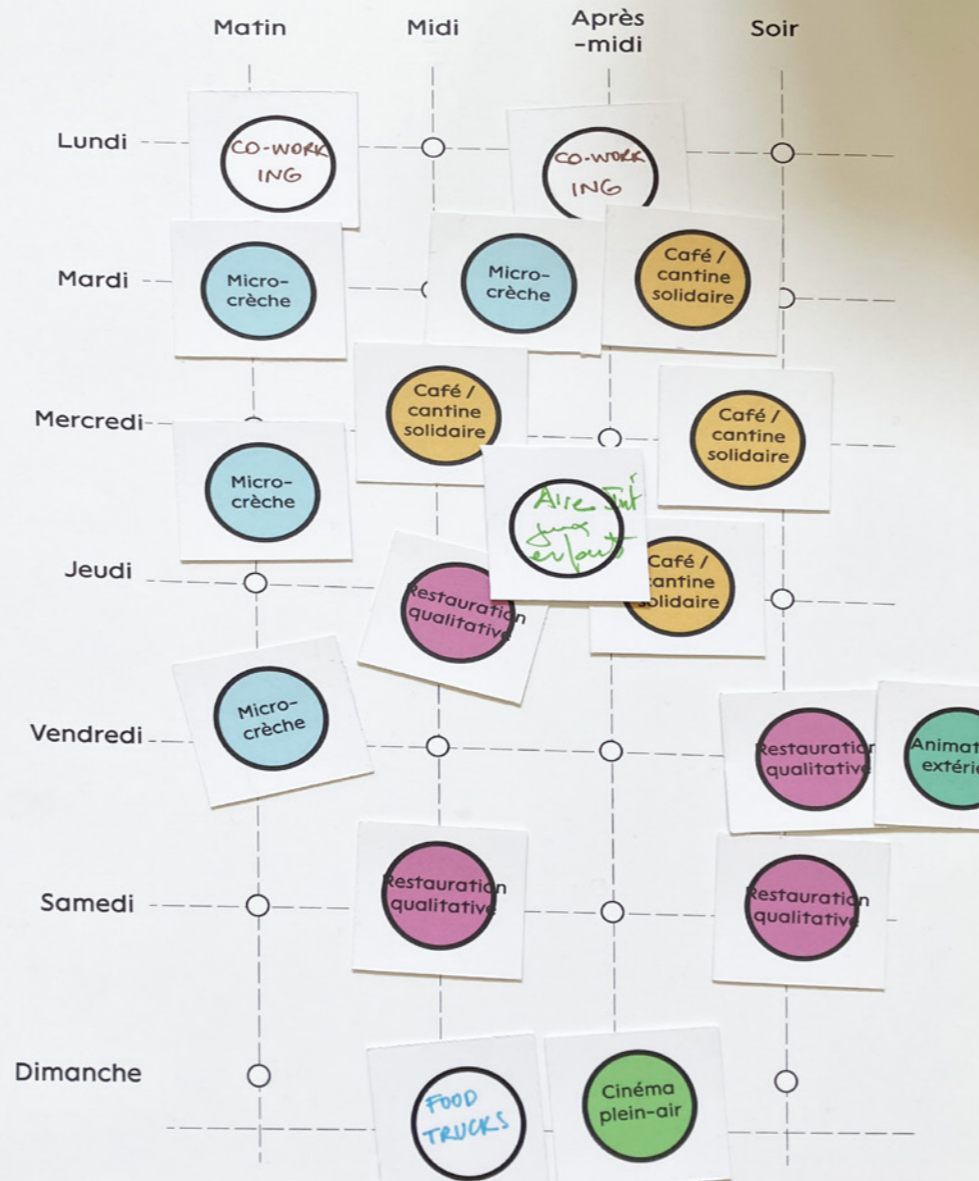 Matin
Midi
Après
-midi
Soir
Lundi
CO-WORK
ING
CO-WORK
ING
Mardi
Micro-
crèche
Micro-
crèche
Café /
cantine
solidaire
Mercredi
Café /
cantine
solidaire
Café /
cantine
solidaire
Micro-
crèche
Aire
enfants
Jeudi
Restauration
qualitative
Café /
cantine
solidaire
Vendredi
Micro-
crèche
Restauration
qualitative
Animat
extérie
Samedi
Restauration
qualitative
Restauration
qualitative
Dimanche
FOOD
TRUCKS
Cinéma
plein-air